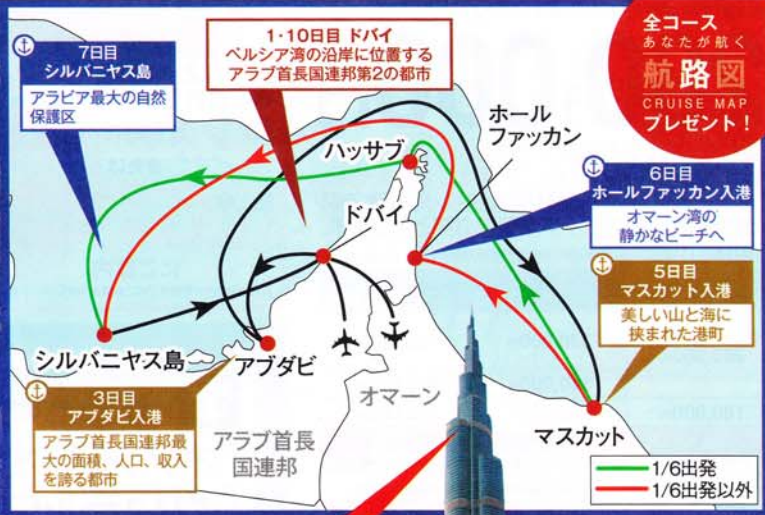 全コース
あなたが航く
航路図
CRUISE MAP
プレゼント!
7日目
シルバニヤス島
アラビア最大の自然
保護区
1・10日目 ドバイ
ペルシア湾の沿岸に位置する
アラブ首長国連邦第2の都市
ホール
ファッカン
ハッサブ
6日目
ホールファッカン入港
オマーン湾の
静かなビーチへ
ドバイ
5日目
マスカット入港
美しい山と海に
挟まれた港町
シルバニヤス島
アブダビ
オマーン
3日目
アブダビ入港
アラブ首長国連邦最
大の面積、人口、収入
を誇る都市
アラブ首長
国連邦
マスカット
1/6出発
1/6出発以外